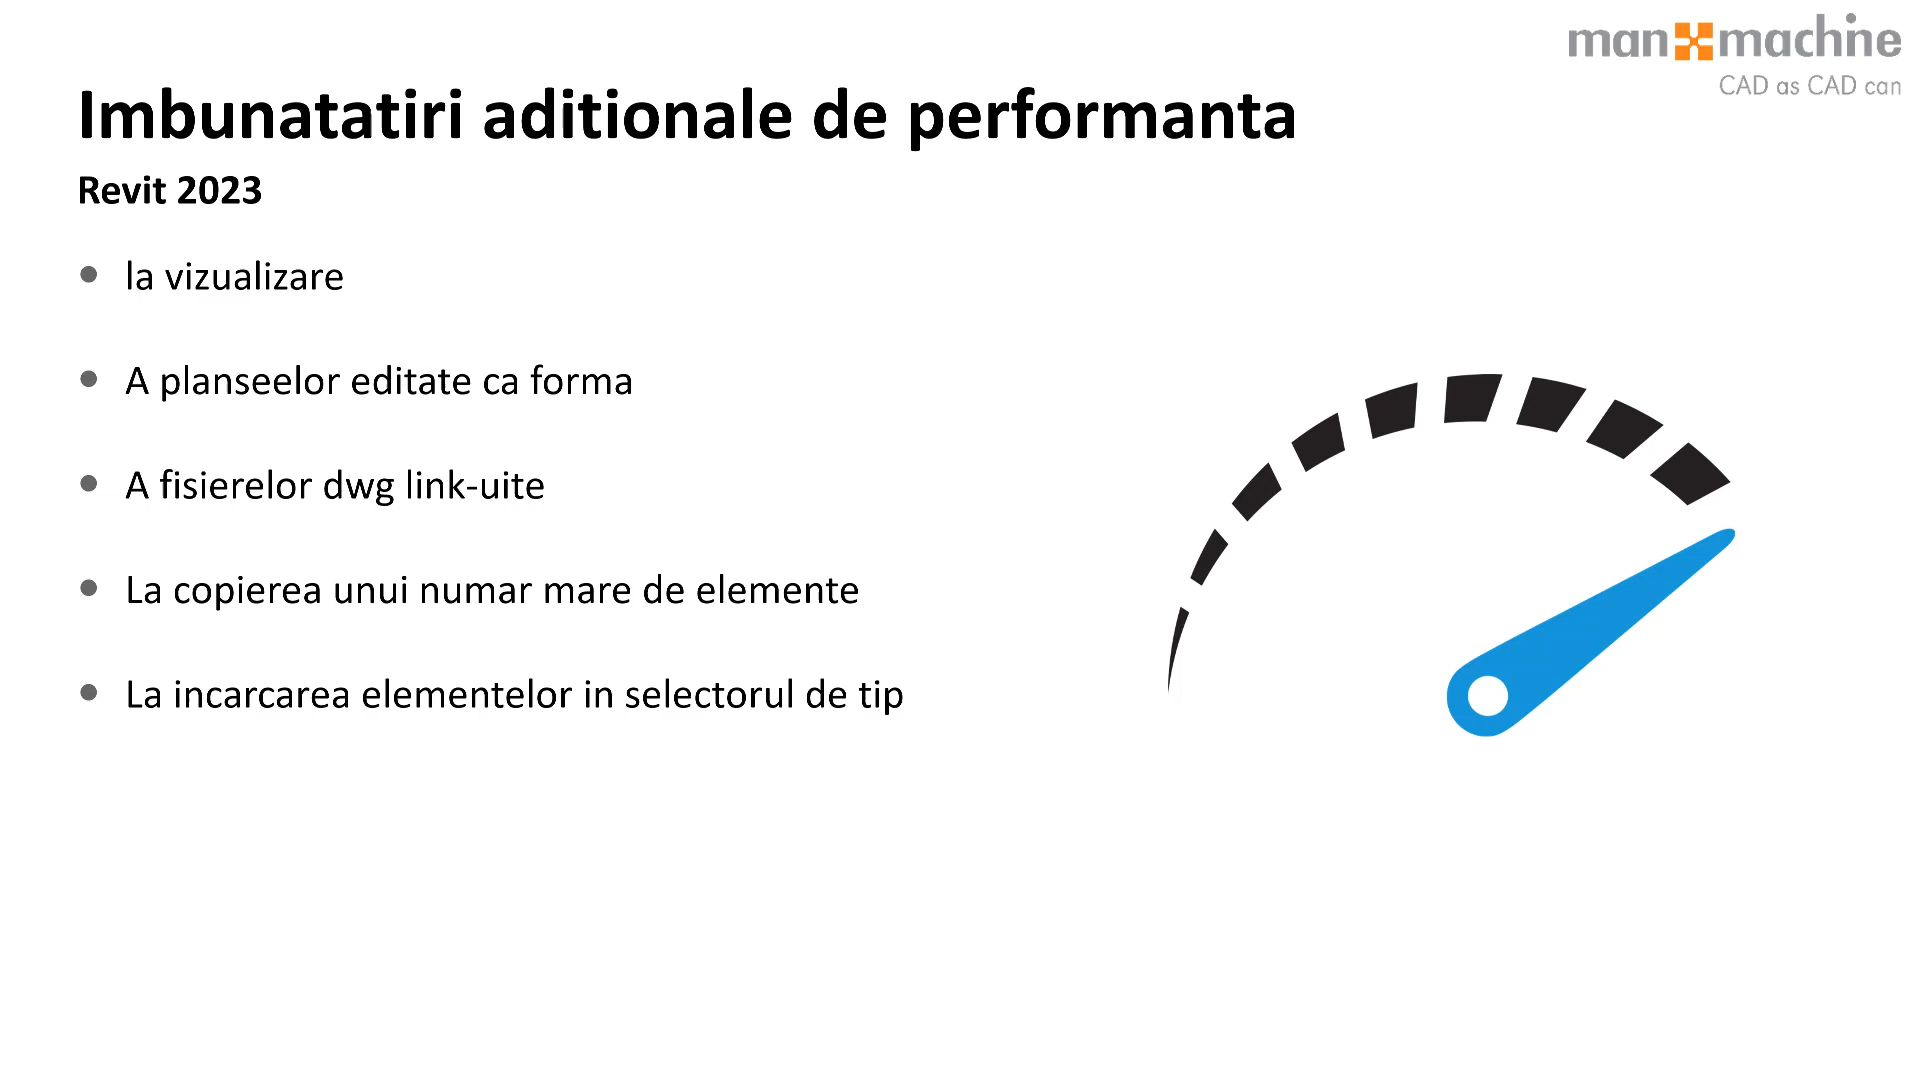 man machine
CAD as CAD can
Imbunatatiri aditionale de performanta
Revit 2023
la vizualizare
A planseelor editate ca forma
A fisierelor dwg link-uite
La copierea unui numar mare de elemente
La incarcarea elementelor in selectorul de tip